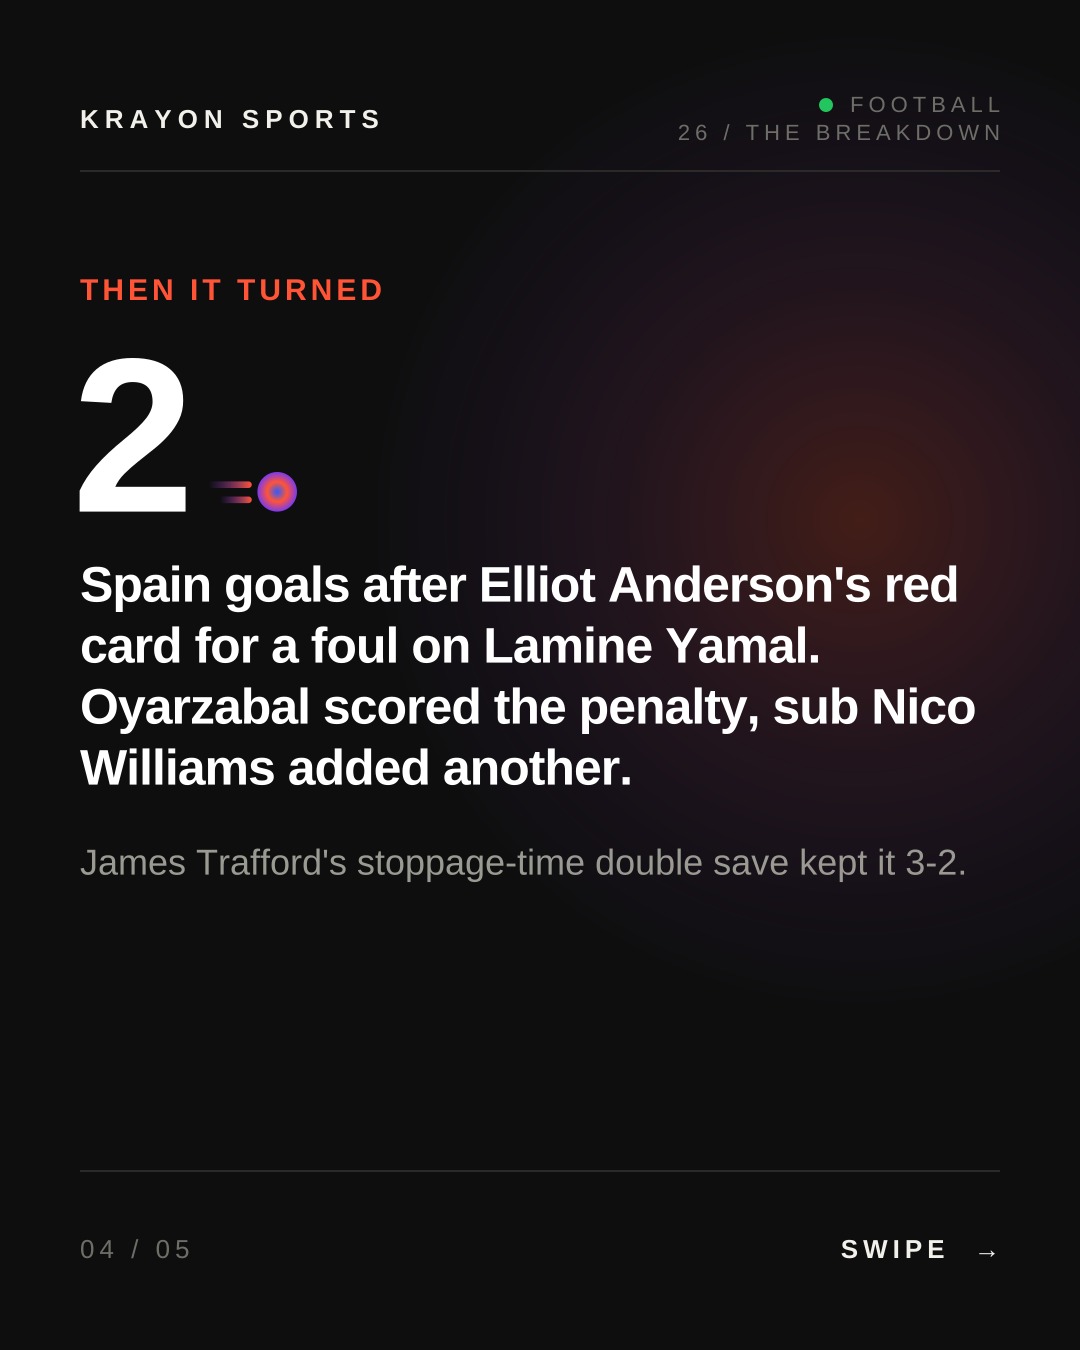 KRAYON SPORTS
FOOTBALL
26 / THE BREAKDOWN
THEN IT TURNED
2
Spain goals after Elliot Anderson's red
card for a foul on Lamine Yamal.
Oyarzabal scored the penalty, sub Nico
Williams added another.
James Trafford's stoppage-time double save kept it 3-2.
04 / 05
SWIPE →